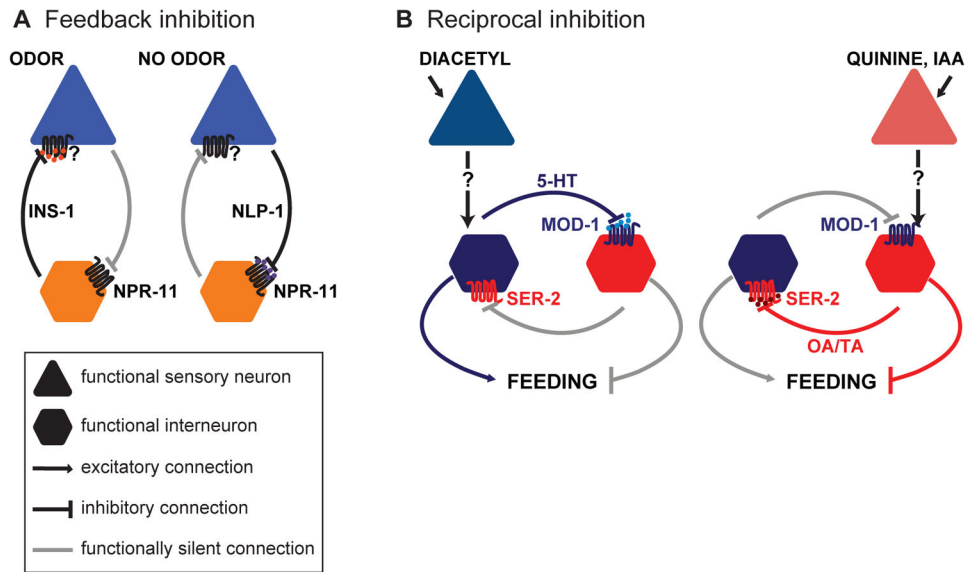 A Feedback inhibition
ODOR
NO ODOR
?
?
INS-1
NLP-1
NPR-11
NPR-11
functional sensory neuron
functional interneuron
excitatory connection
inhibitory connection
functionally silent connection
B Reciprocal inhibition
DIACETYL
QUININE, IAA
?
?
5-HT
MOD-1
MOD-1
SER-2
SER-2
OA/TA
FEEDING
FEEDING